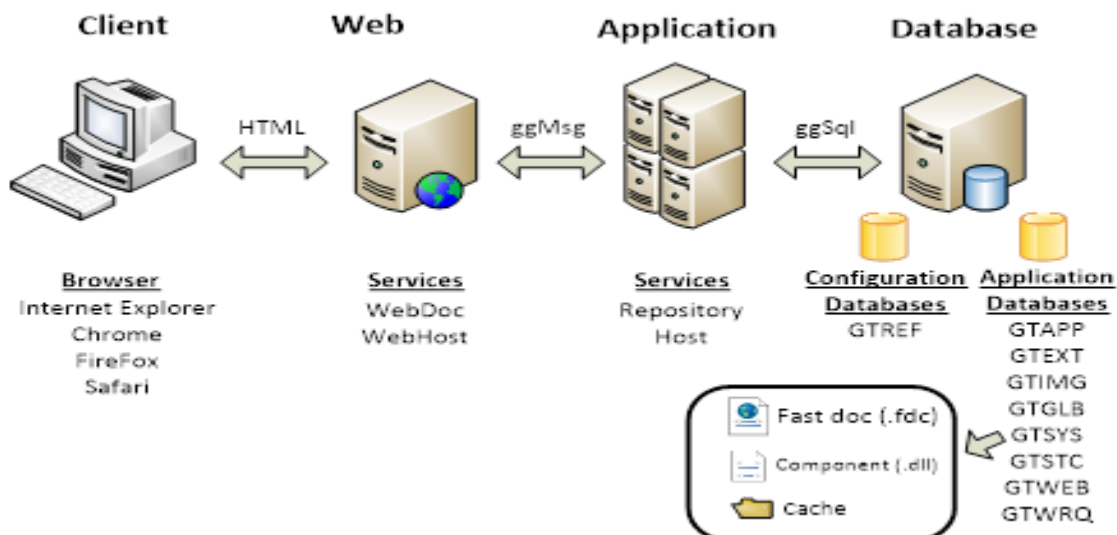 Client
Web
Application
Database
HTML
ggMsg
ggSql
Browser
Internet Explorer
Chrome
FireFox
Safari
Services
WebDoc
WebHost
Services
Repository
Host
Configuration
Databases
GTREF
Application
Databases
GTAPP
GTEXT
GTIMG
GTGLB
GTSYS
GTSTC
GTWEB
GTWRQ
Fast doc (.fdc)
Component (.dll)
Cache